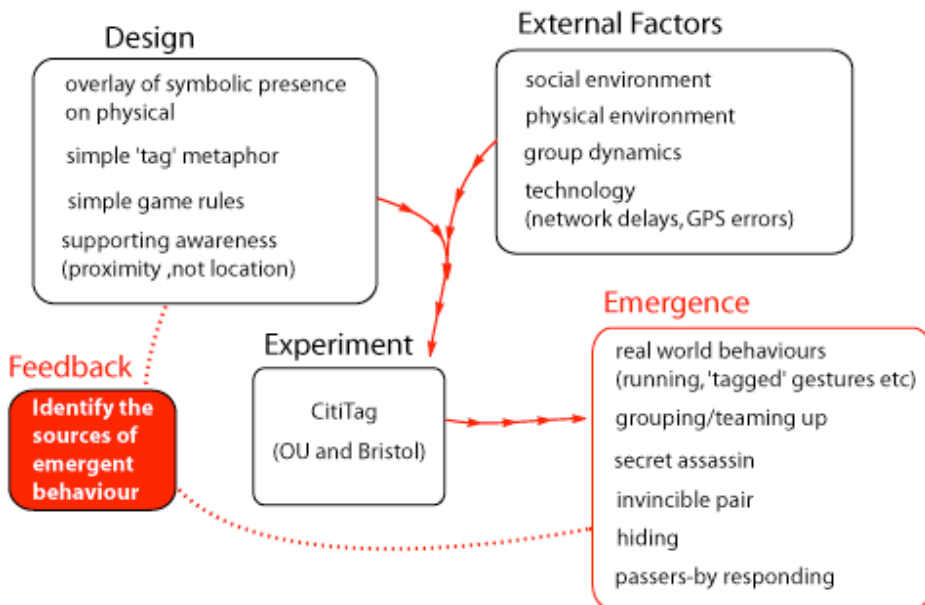 Design
overlay of symbolic presence
on physical
simple 'tag' metaphor
simple game rules
supporting awareness
(proximity ,not location)
External Factors
social environment
physical environment
group dynamics
technology
(network delays, GPS errors)
Feedback
Identify the
sources of
emergent
behaviour
Experiment
CitiTag
(OU and Bristol)
Emergence
real world behaviours
(running, 'tagged' gestures etc)
grouping/teaming up
secret assassin
invincible pair
hiding
passers-by responding